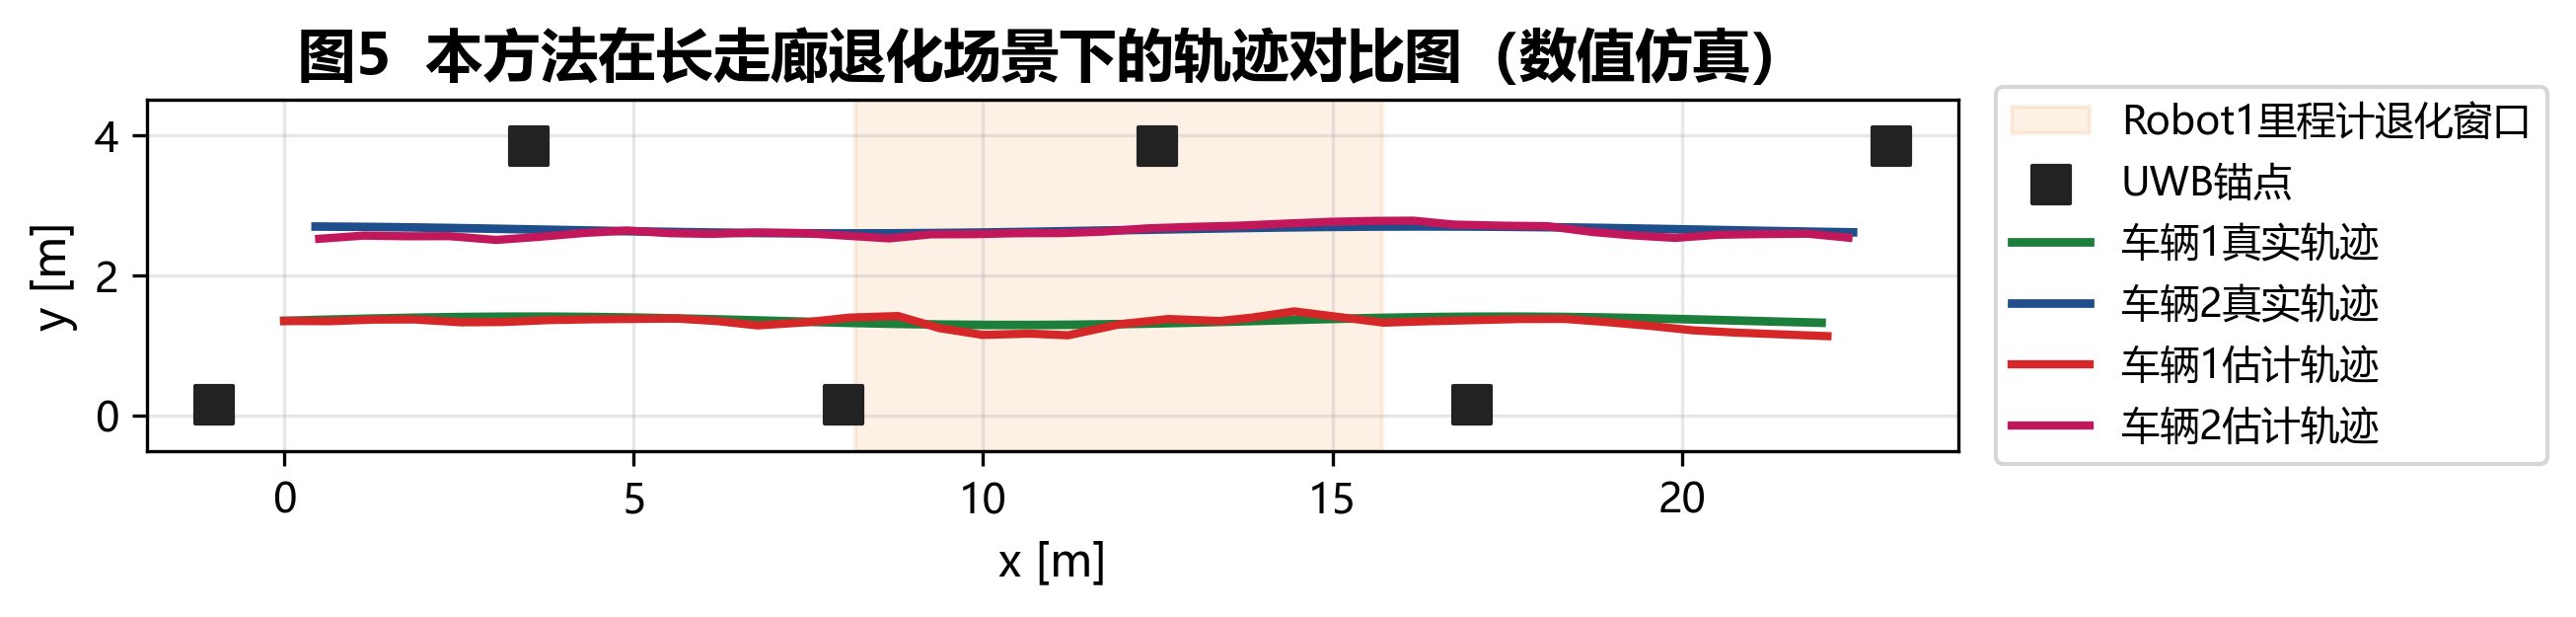 图5 本方法在长走廊退化场景下的轨迹对比图（数值仿真）
4
2
0
y [m]
0 5 10 15 20
x [m]
Robot1里程计退化窗口
UWB锚点
车辆1真实轨迹
车辆2真实轨迹
车辆1估计轨迹
车辆2估计轨迹